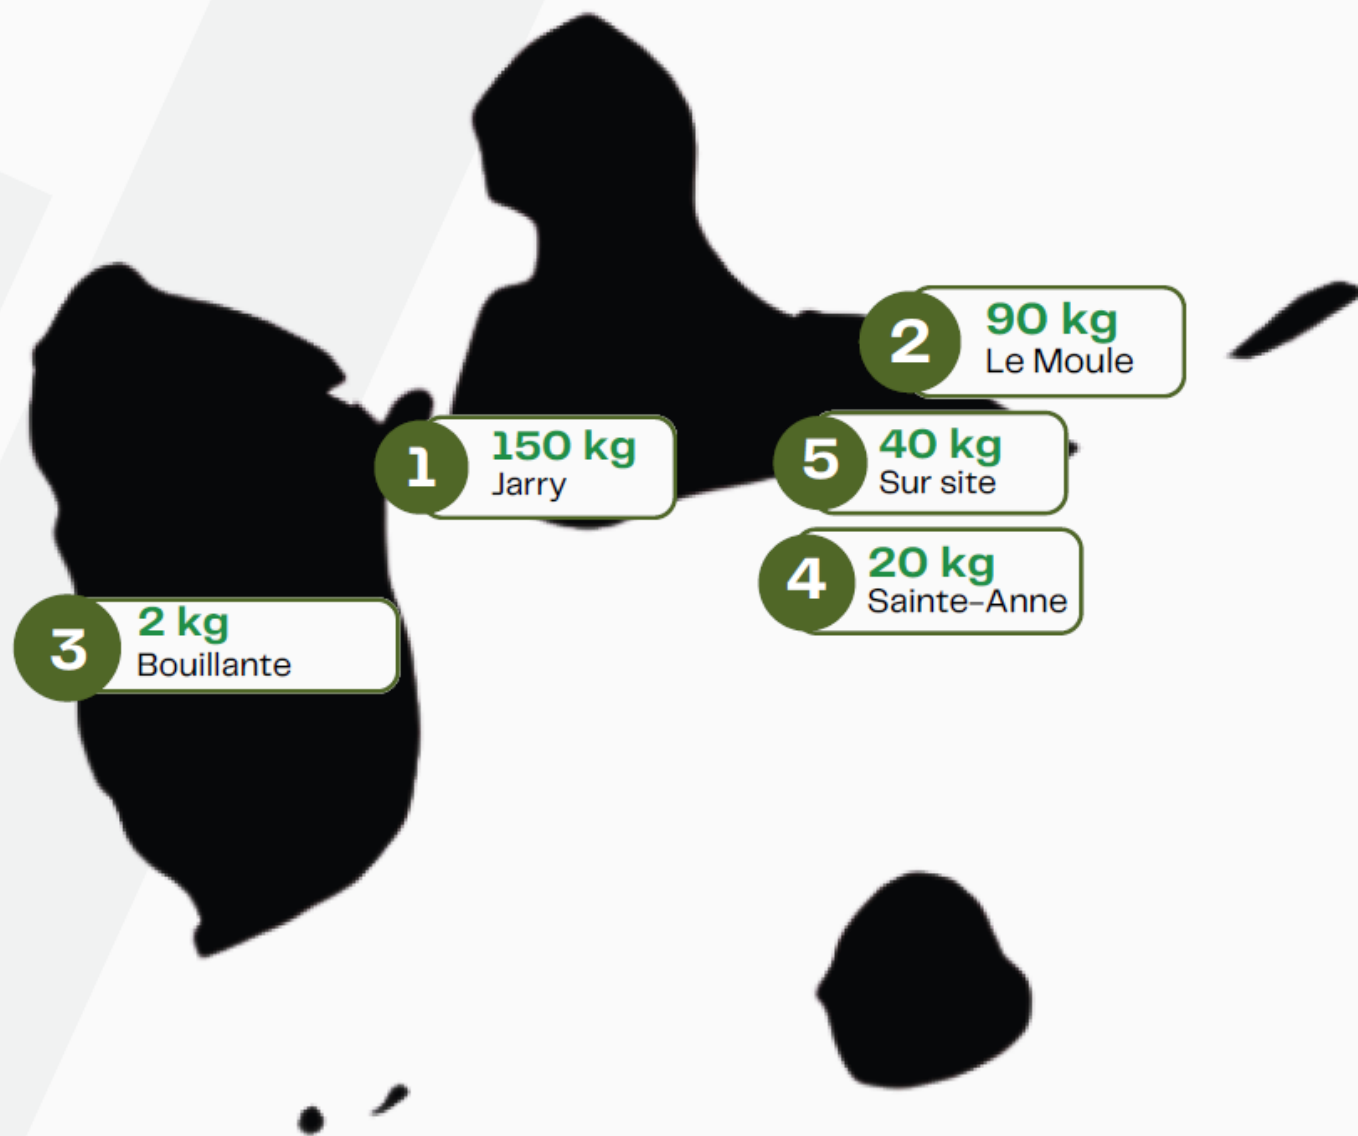 2
90 kg
Le Moule
1
150 kg
Jarry
5
40 kg
Sur site
4
20 kg
Sainte-Anne
3
2 kg
Bouillante